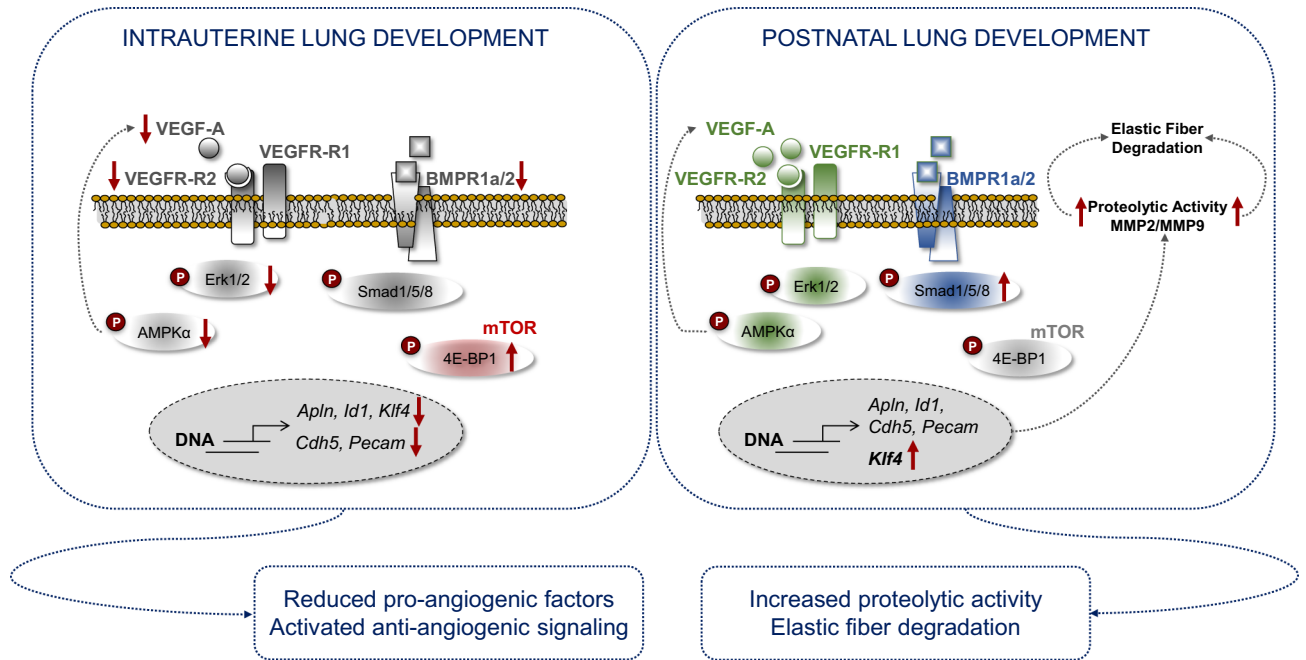 INTRAUTERINE LUNG DEVELOPMENT
VEGF-A
VEGFR-R1
VEGFR-R2
BMPR1a/2
P
Erk1/2
P
Smad1/5/8
P
AMPKα
mTOR
P
4E-BP1
Apln, Id1, Klf4
DNA
Cdh5, Pecam
POSTNATAL LUNG DEVELOPMENT
VEGF-A
VEGFR-R1
VEGFR-R2
BMPR1a/2
Elastic Fiber
Degradation
Proteolytic Activity
MMP2/MMP9
P
Erk1/2
P
Smad1/5/8
P
AMPKα
mTOR
P
4E-BP1
Apln, Id1,
Cdh5, Pecam
DNA
Klf4
Reduced pro-angiogenic factors
Activated anti-angiogenic signaling
Increased proteolytic activity
Elastic fiber degradation